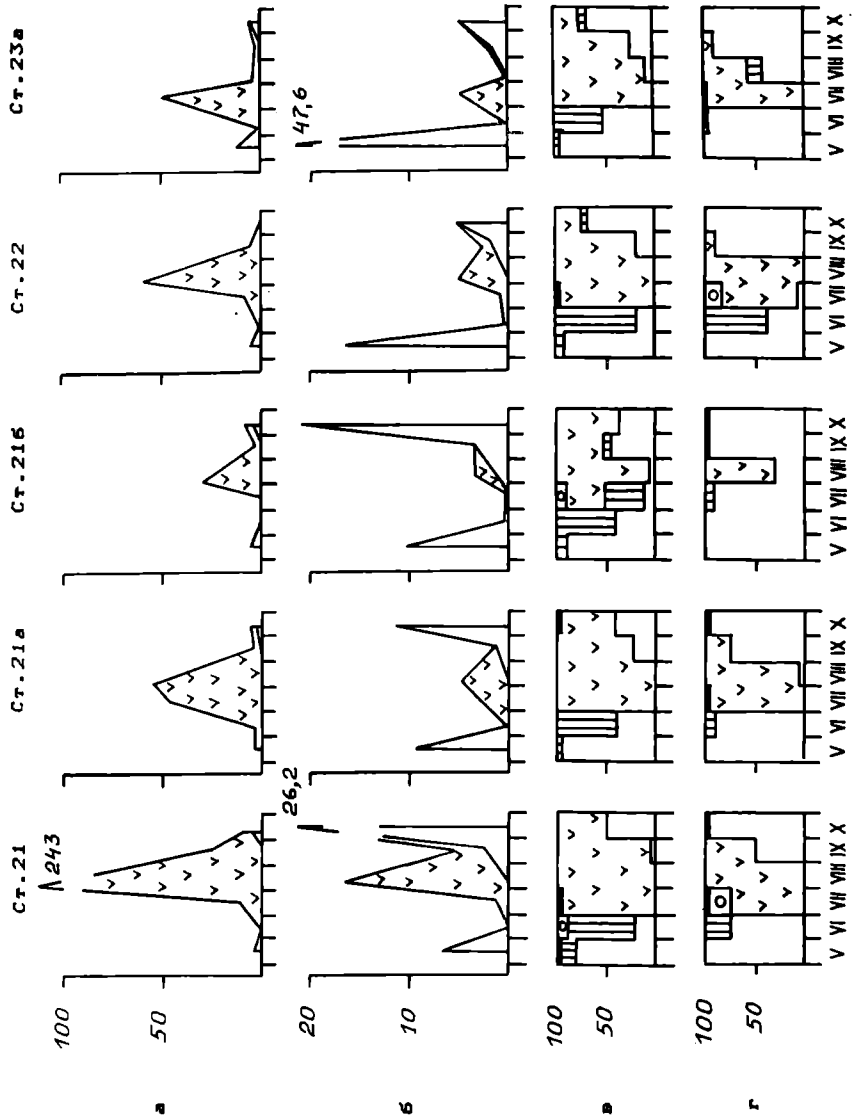 Ст.21 Ст.21а Ст.21б Ст.22 Ст.23а
243
а 100 50
26,2 47,6
б 20 10
в 100 50
г 100 50
V VI VII VIII IX X V VI VII VIII IX X V VI VII VIII IX X V VI VII VIII IX X V VI VII VIII IX X